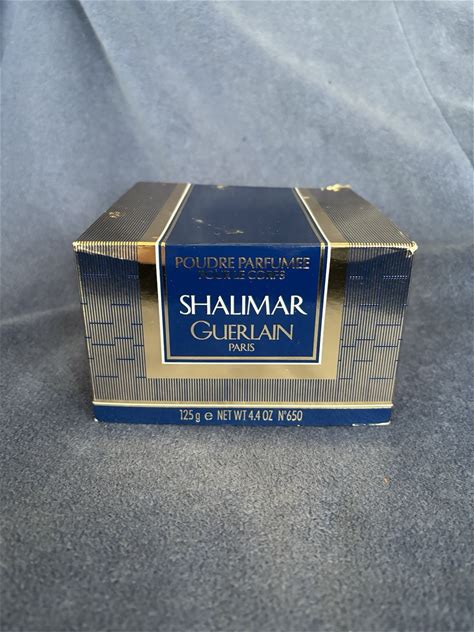 POUDRE PARFUMEE
POUR LE CORPS
SHALIMAR
GUERLAIN
PARIS
125 g e NET WT 4.4 OZ N°650